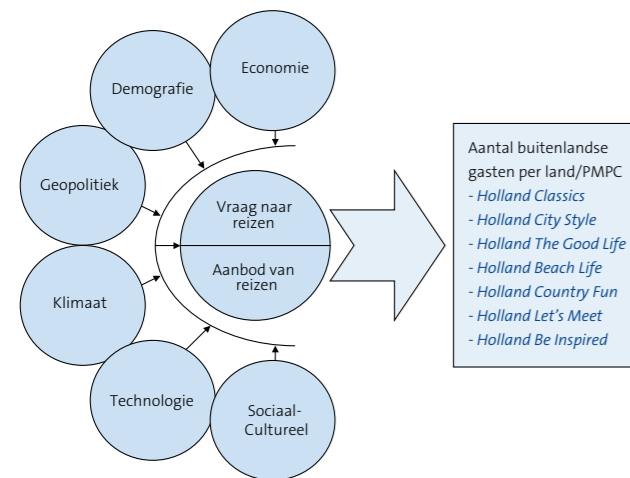 Economie
Demografie
Geopolitiek
Klimaat
Technologie
Sociaal-
Cultureel
Vraag naar
reizen
Aanbod van
reizen
Aantal buitenlandse
gasten per land/PMPC
- Holland Classics
- Holland City Style
- Holland The Good Life
- Holland Beach Life
- Holland Country Fun
- Holland Let's Meet
- Holland Be Inspired